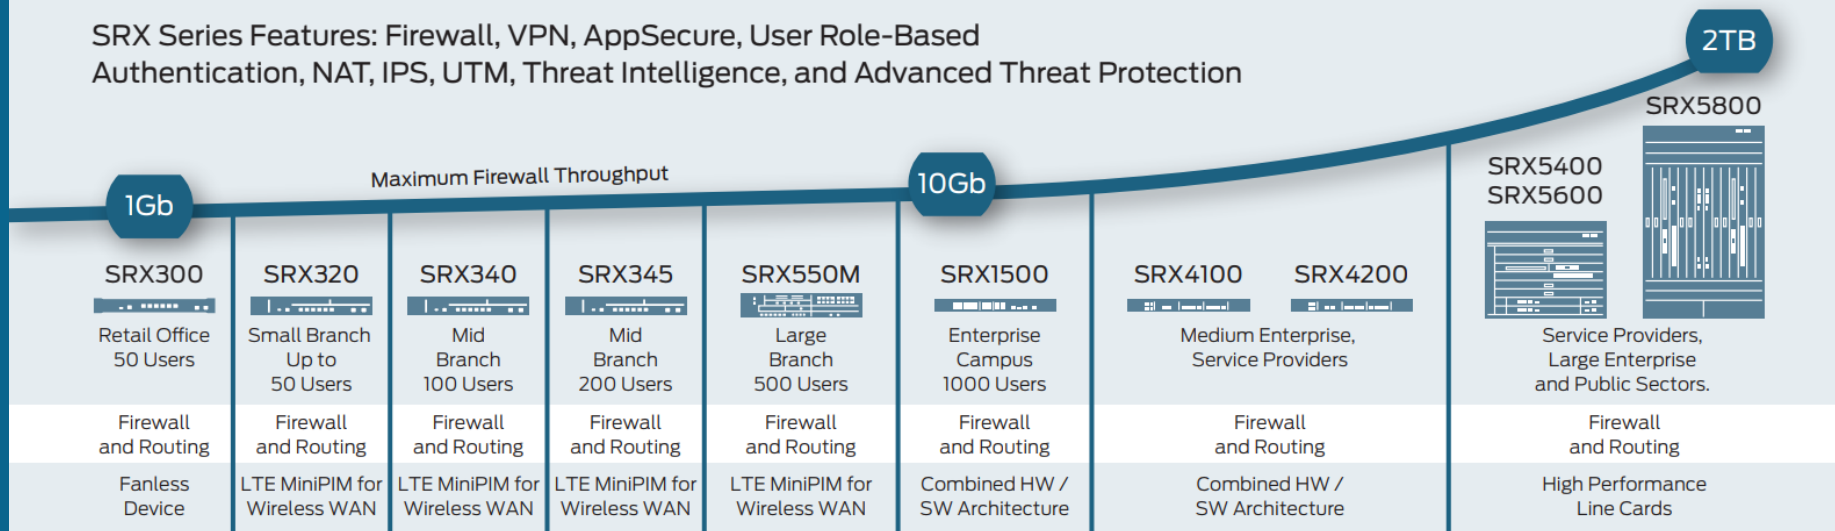 SRX Series Features: Firewall, VPN, AppSecure, User Role-Based
Authentication, NAT, IPS, UTM, Threat Intelligence, and Advanced Threat Protection
2TB
Maximum Firewall Throughput
1Gb
10Gb
SRX300
Retail Office
50 Users
Firewall
and Routing
Fanless
Device
SRX320
Small Branch
Up to
50 Users
Firewall
and Routing
LTE MiniPIM for
Wireless WAN
SRX340
Mid
Branch
100 Users
Firewall
and Routing
LTE MiniPIM for
Wireless WAN
SRX345
Mid
Branch
200 Users
Firewall
and Routing
LTE MiniPIM for
Wireless WAN
SRX550M
Large
Branch
500 Users
Firewall
and Routing
LTE MiniPIM for
Wireless WAN
SRX1500
Enterprise
Campus
1000 Users
Firewall
and Routing
Combined HW /
SW Architecture
SRX4100 SRX4200
Medium Enterprise,
Service Providers
Firewall
and Routing
Combined HW /
SW Architecture
SRX5400
SRX5600
SRX5800
Service Providers,
Large Enterprise
and Public Sectors.
Firewall
and Routing
High Performance
Line Cards